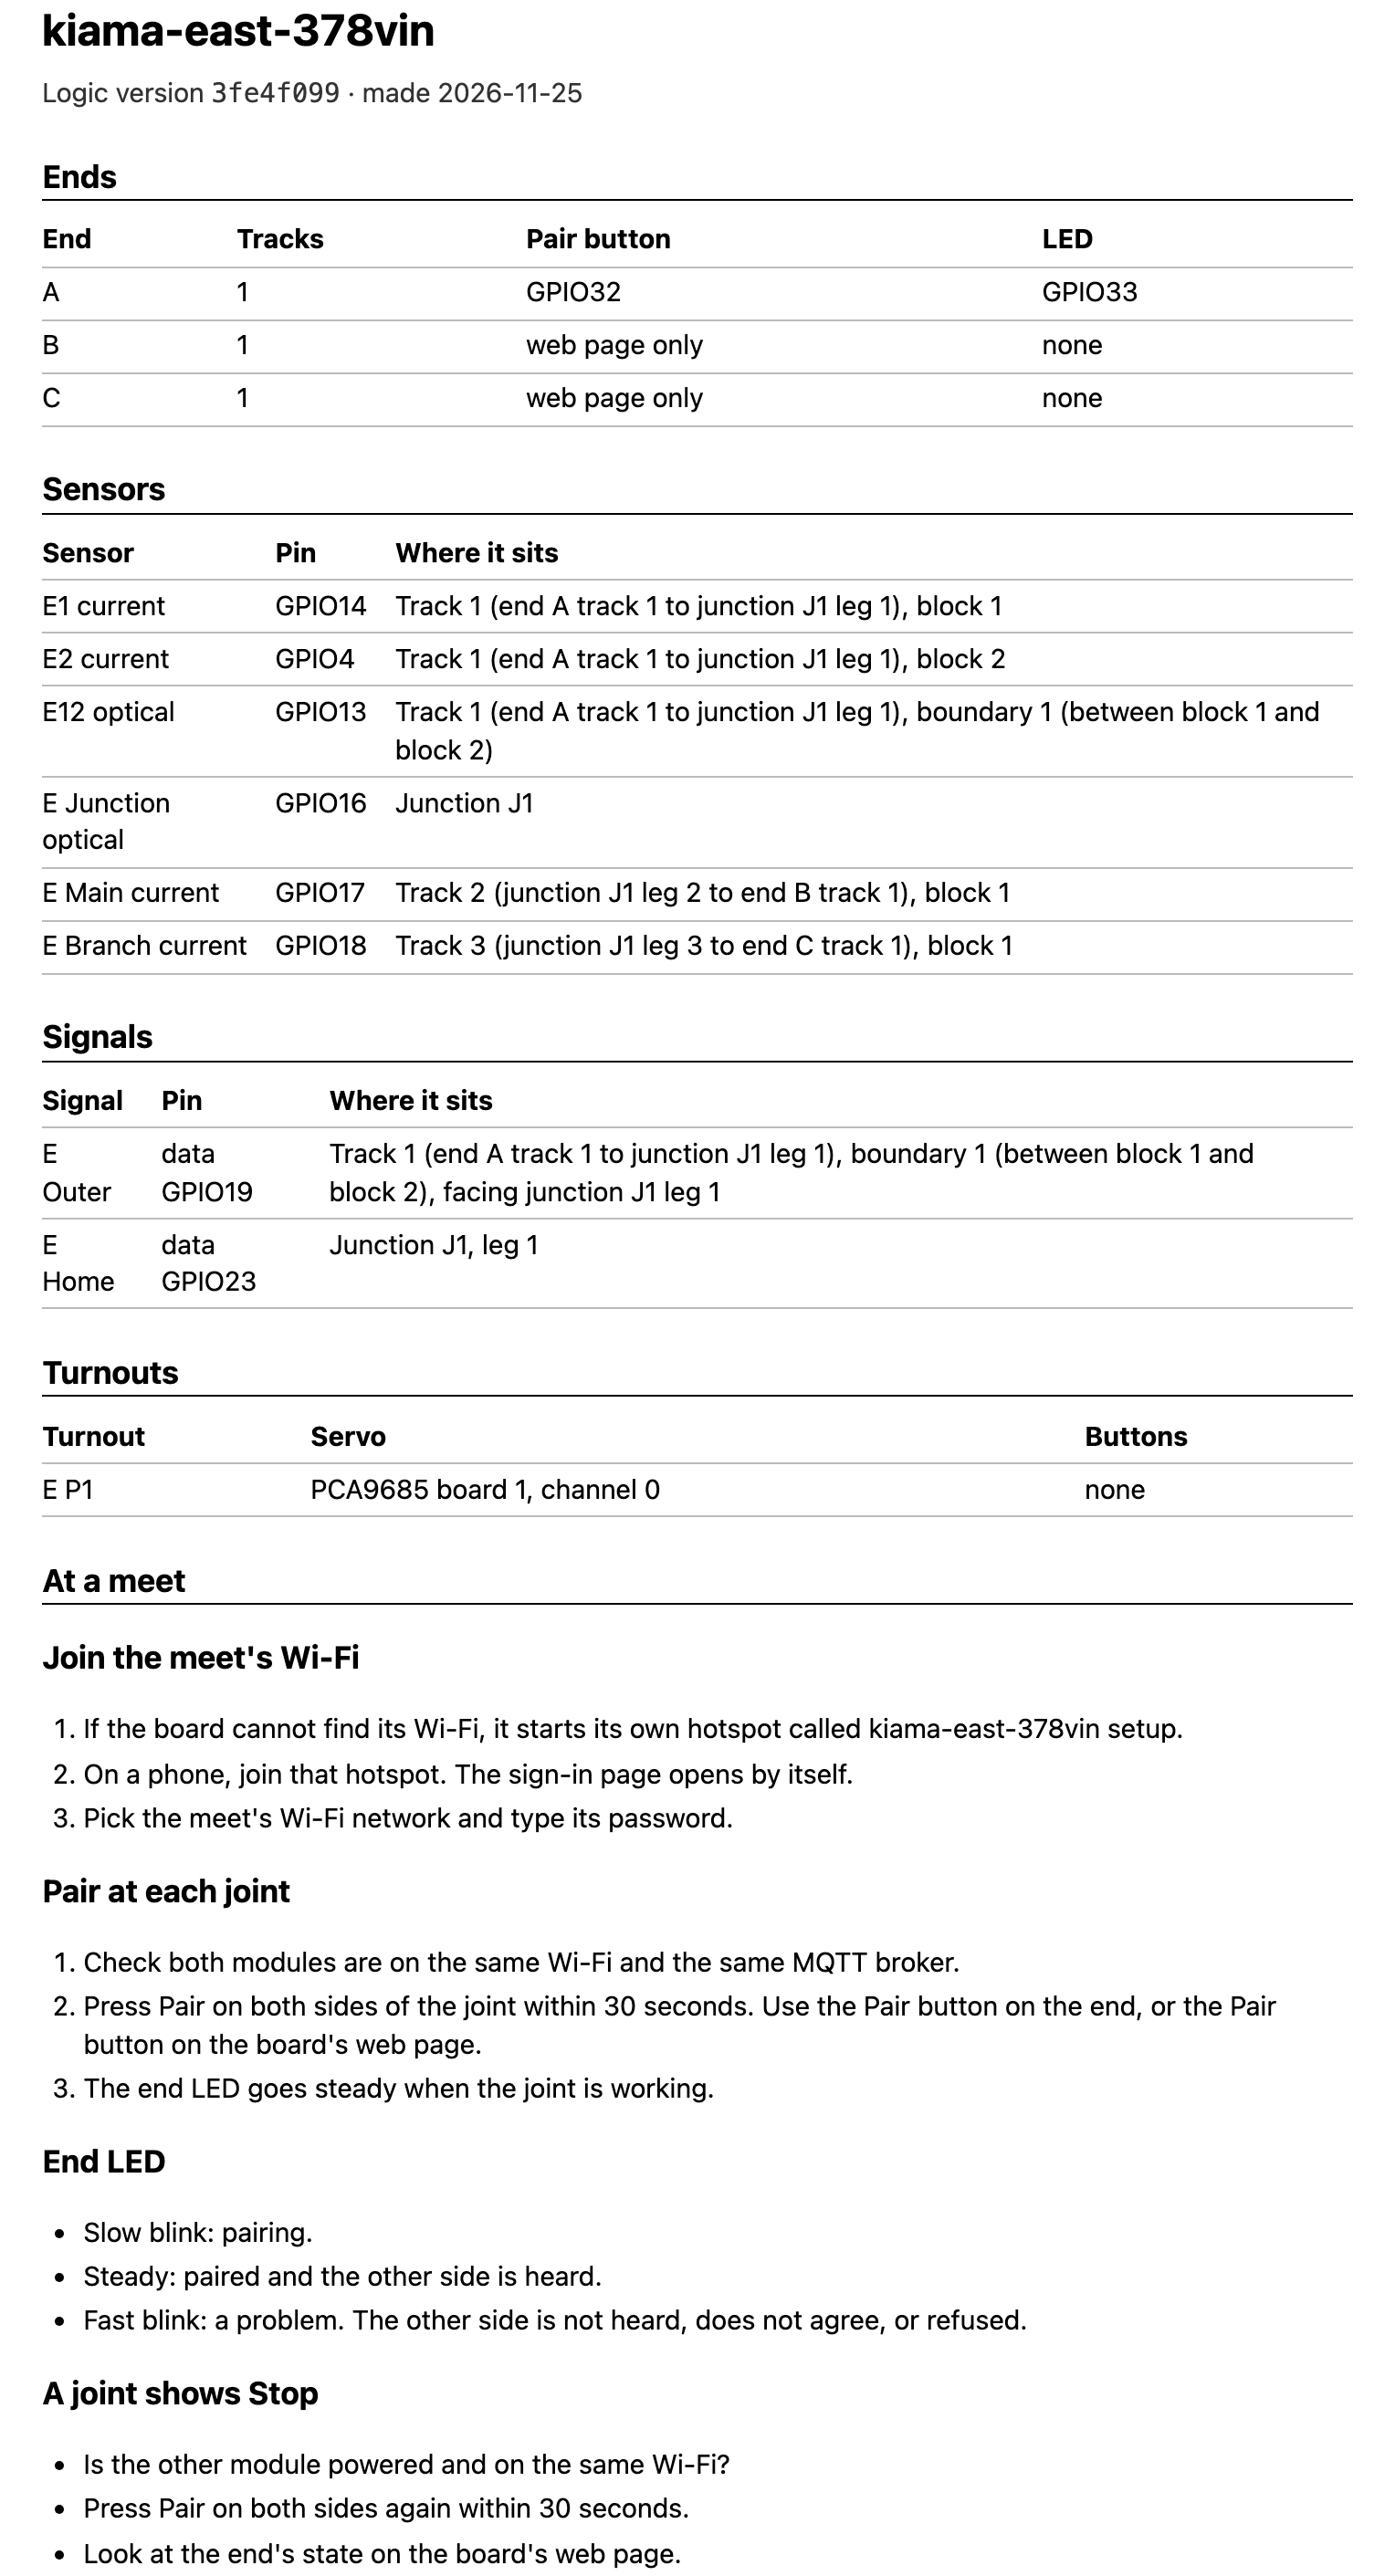 kiama-east-378vin
Logic version 3fe4f099 · made 2026-11-25
Ends
End Tracks Pair button LED
A 1 GPIO32 GPIO33
B 1 web page only none
C 1 web page only none
Sensors
Sensor Pin Where it sits
E1 current GPIO14 Track 1 (end A track 1 to junction J1 leg 1), block 1
E2 current GPIO4 Track 1 (end A track 1 to junction J1 leg 1), block 2
E12 optical GPIO13 Track 1 (end A track 1 to junction J1 leg 1), boundary 1 (between block 1 and
block 2)
E Junction GPIO16 Junction J1
optical
E Main current GPIO17 Track 2 (junction J1 leg 2 to end B track 1), block 1
E Branch current GPIO18 Track 3 (junction J1 leg 3 to end C track 1), block 1
Signals
Signal Pin Where it sits
E data Track 1 (end A track 1 to junction J1 leg 1), boundary 1 (between block 1 and
Outer GPIO19 block 2), facing junction J1 leg 1
E data Junction J1, leg 1
Home GPIO23
Turnouts
Turnout Servo Buttons
E P1 PCA9685 board 1, channel 0 none
At a meet
Join the meet's Wi-Fi
1. If the board cannot find its Wi-Fi, it starts its own hotspot called kiama-east-378vin setup.
2. On a phone, join that hotspot. The sign-in page opens by itself.
3. Pick the meet's Wi-Fi network and type its password.
Pair at each joint
1. Check both modules are on the same Wi-Fi and the same MQTT broker.
2. Press Pair on both sides of the joint within 30 seconds. Use the Pair button on the end, or the Pair
button on the board's web page.
3. The end LED goes steady when the joint is working.
End LED
• Slow blink: pairing.
• Steady: paired and the other side is heard.
• Fast blink: a problem. The other side is not heard, does not agree, or refused.
A joint shows Stop
• Is the other module powered and on the same Wi-Fi?
• Press Pair on both sides again within 30 seconds.
• Look at the end's state on the board's web page.